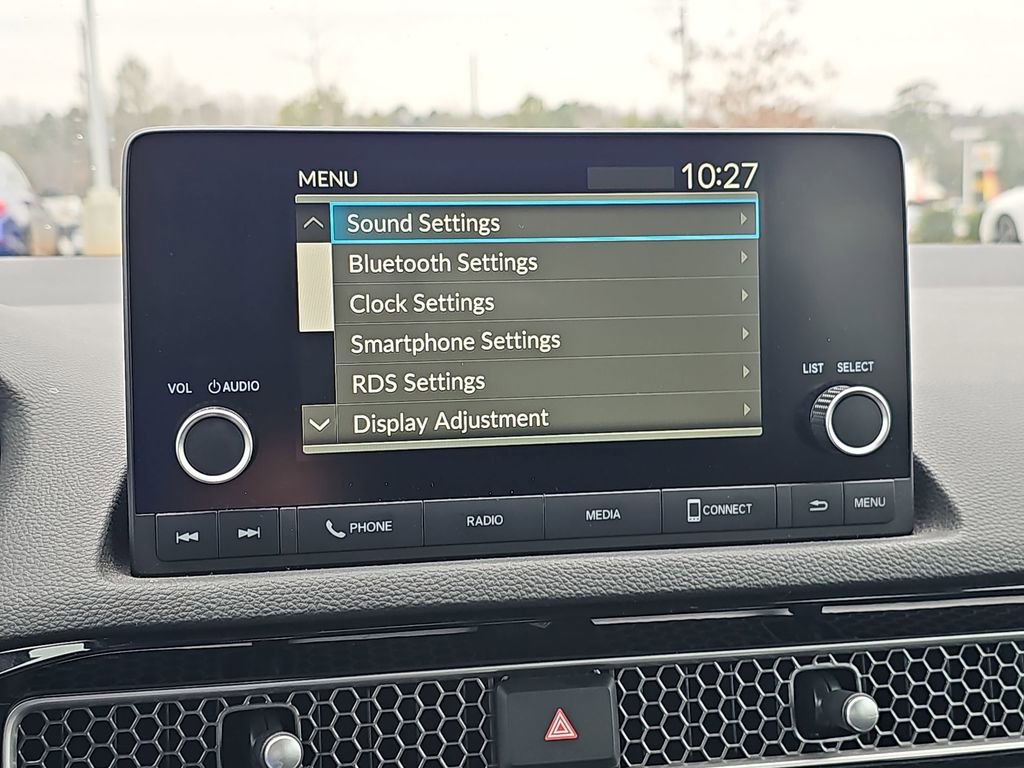 MENU 10:27
Sound Settings
Bluetooth Settings
Clock Settings
Smartphone Settings
RDS Settings
Display Adjustment
VOL AUDIO
LIST SELECT
PHONE RADIO MEDIA CONNECT MENU